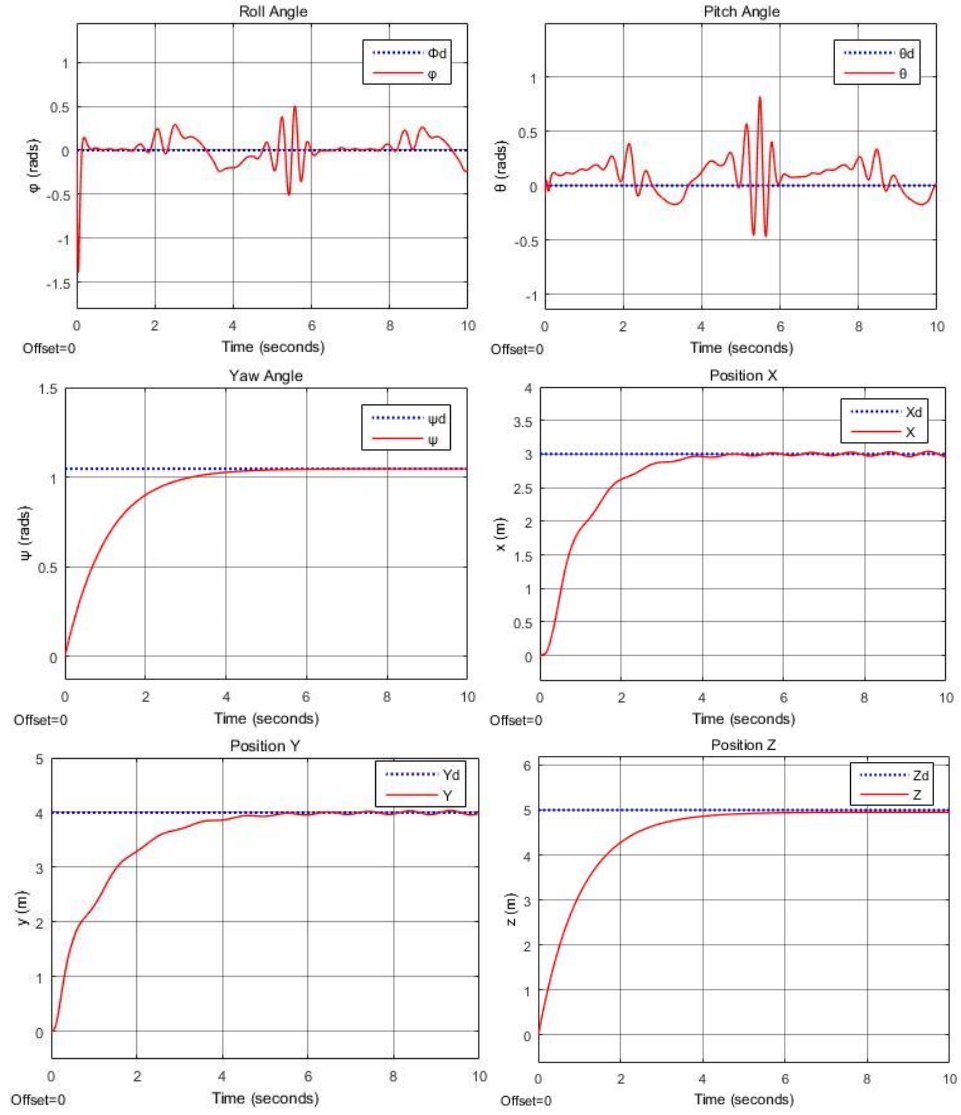 Roll Angle
Φd
φ
1
0.5
0
-0.5
-1
-1.5
φ (rads)
0 2 4 6 8 10
Offset=0
Time (seconds)
Pitch Angle
θd
θ
1
0.5
0
-0.5
-1
θ (rads)
0 2 4 6 8 10
Offset=0
Time (seconds)
Yaw Angle
ψd
ψ
1.5
1
0.5
0
ψ (rads)
0 2 4 6 8 10
Offset=0
Time (seconds)
Position X
Xd
X
4
3.5
3
2.5
2
1.5
1
3
0
x (m)
0 2 4 6 8 10
Offset=0
Time (seconds)
Position Y
Yd
Y
5
4
3
2
1
0
y (m)
0 2 4 6 8 10
Offset=0
Time (seconds)
Position Z
Zd
Z
6
5
4
3
2
1
0
z (m)
0 2 4 6 8 10
Offset=0
Time (seconds)